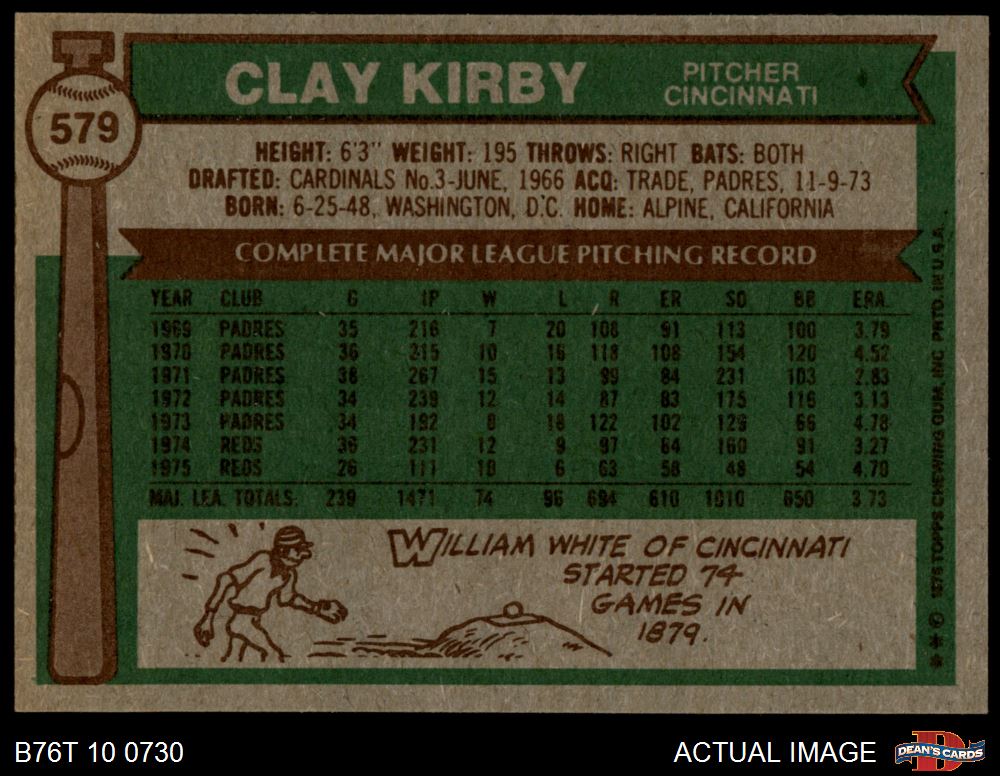 579
CLAY KIRBY
PITCHER
CINCINNATI
HEIGHT: 6'3" WEIGHT: 195 THROWS: RIGHT BATS: BOTH
DRAFTED: CARDINALS No.3-JUNE, 1966 ACQ: TRADE, PADRES, 11-9-73
BORN: 6-25-48, WASHINGTON, D.C. HOME: ALPINE, CALIFORNIA
COMPLETE MAJOR LEAGUE PITCHING RECORD
YEAR CLUB G IP W L R ER SO BB ERA
1969 PADRES 35 216 7 20 108 91 113 100 3.79
1970 PADRES 36 215 10 16 118 108 154 120 4.52
1971 PADRES 38 267 15 13 99 84 231 103 2.83
1972 PADRES 34 239 12 14 87 83 175 116 3.13
1973 PADRES 34 192 8 18 122 102 129 66 4.78
1974 REDS 36 231 12 9 97 84 160 91 3.27
1975 REDS 26 111 10 6 63 58 48 54 4.70
MAJ. LEA. TOTALS. 239 1471 74 96 694 610 1010 650 3.73
WILLIAM WHITE OF CINCINNATI
STARTED 74
GAMES IN
1879.
** © 1976 TOPPS CHEWING GUM, INC. PRTD. IN U.S.A.
B76T 10 0730
ACTUAL IMAGE
DEAN'S CARDS